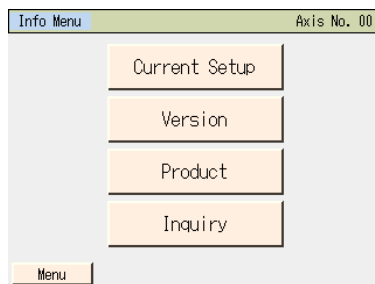 Info Menu Axis No. 00
Current Setup
Version
Product
Inquiry
Menu